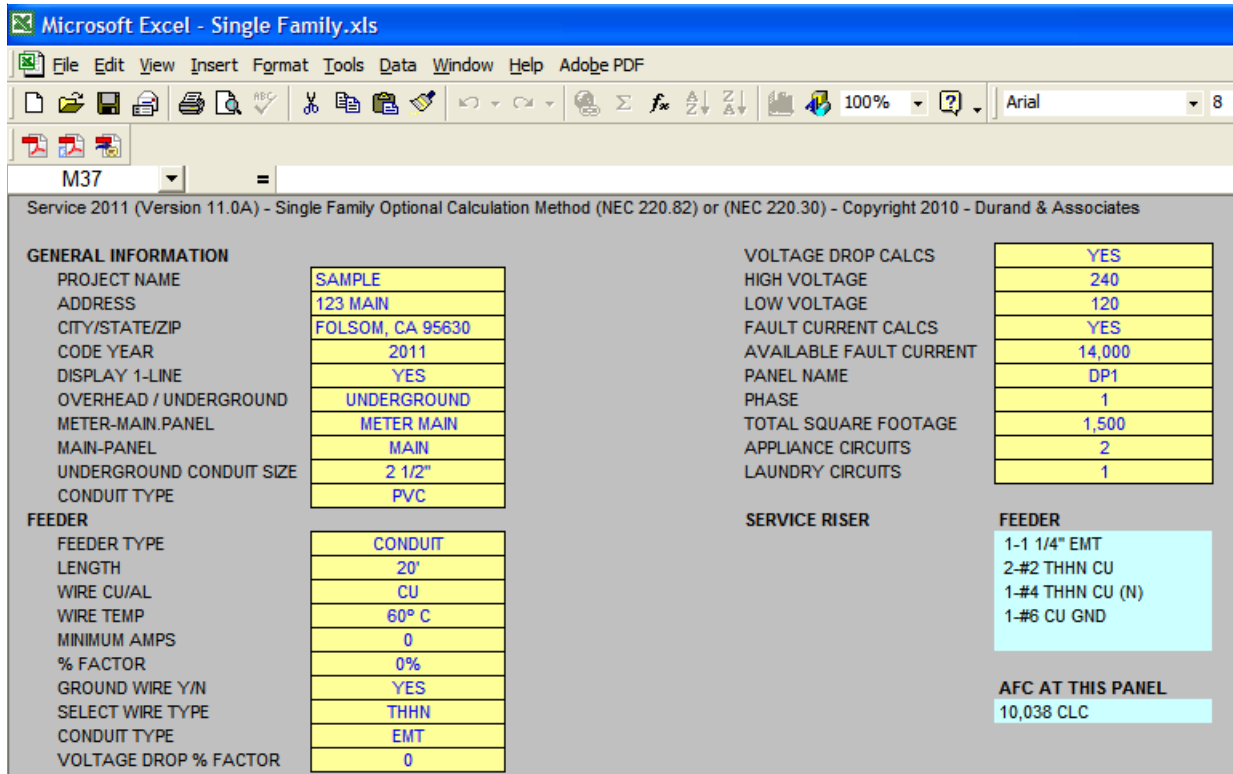 Microsoft Excel - Single Family.xls
File Edit View Insert Format Tools Data Window Help Adobe PDF
ABC 100% Arial 8
M37 =
Service 2011 (Version 11.0A) - Single Family Optional Calculation Method (NEC 220.82) or (NEC 220.30) - Copyright 2010 - Durand & Associates
GENERAL INFORMATION
PROJECT NAME SAMPLE
ADDRESS 123 MAIN
CITY/STATE/ZIP FOLSOM, CA 95630
CODE YEAR 2011
DISPLAY 1-LINE YES
OVERHEAD / UNDERGROUND UNDERGROUND
METER-MAIN.PANEL METER MAIN
MAIN-PANEL MAIN
UNDERGROUND CONDUIT SIZE 2 1/2"
CONDUIT TYPE PVC
VOLTAGE DROP CALCS YES
HIGH VOLTAGE 240
LOW VOLTAGE 120
FAULT CURRENT CALCS YES
AVAILABLE FAULT CURRENT 14,000
PANEL NAME DP1
PHASE 1
TOTAL SQUARE FOOTAGE 1,500
APPLIANCE CIRCUITS 2
LAUNDRY CIRCUITS 1
FEEDER
FEEDER TYPE CONDUIT
LENGTH 20'
WIRE CU/AL CU
WIRE TEMP 60º C
MINIMUM AMPS 0
% FACTOR 0%
GROUND WIRE Y/N YES
SELECT WIRE TYPE THHN
CONDUIT TYPE EMT
VOLTAGE DROP % FACTOR 0
SERVICE RISER FEEDER
1-1 1/4" EMT
2-#2 THHN CU
1-#4 THHN CU (N)
1-#6 CU GND
AFC AT THIS PANEL
10,038 CLC